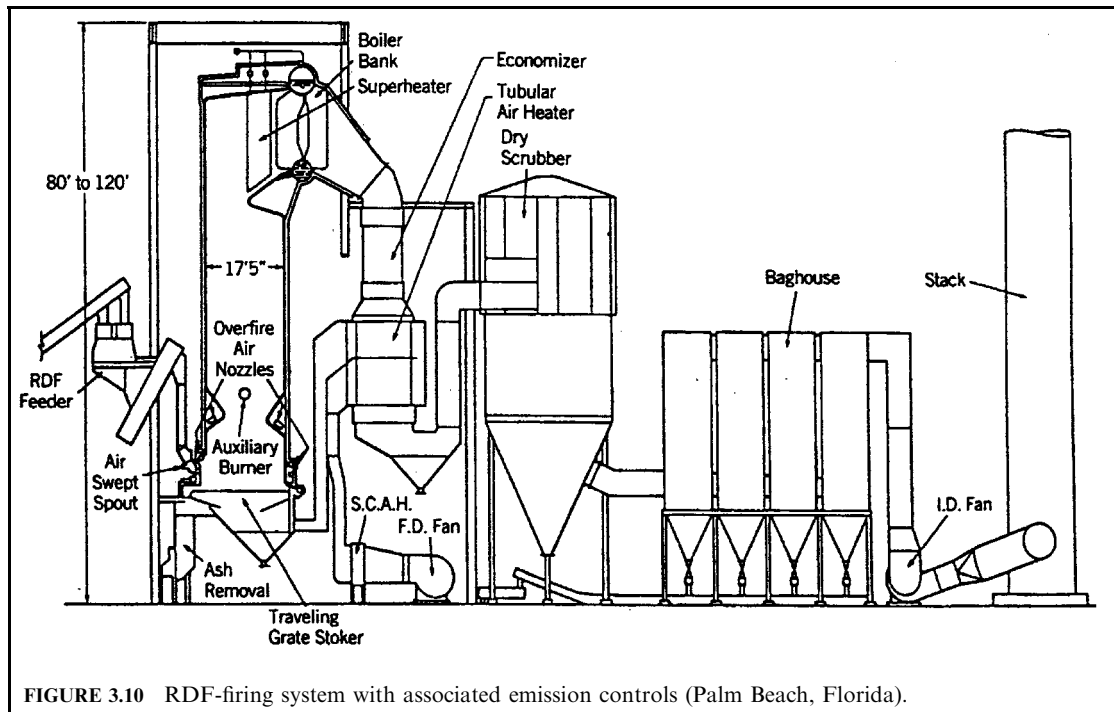 Boiler
Bank
Superheater
Economizer
Tubular
Air Heater
Dry
Scrubber
80' to 120'
17'5"
Baghouse
Stack
Overfire
Air
Nozzles
RDF
Feeder
Auxiliary
Burner
Air
Swept
Spout
S.C.A.H.
F.D. Fan
I.D. Fan
Ash
Removal
Traveling
Grate Stoker
FIGURE 3.10 RDF-firing system with associated emission controls (Palm Beach, Florida).